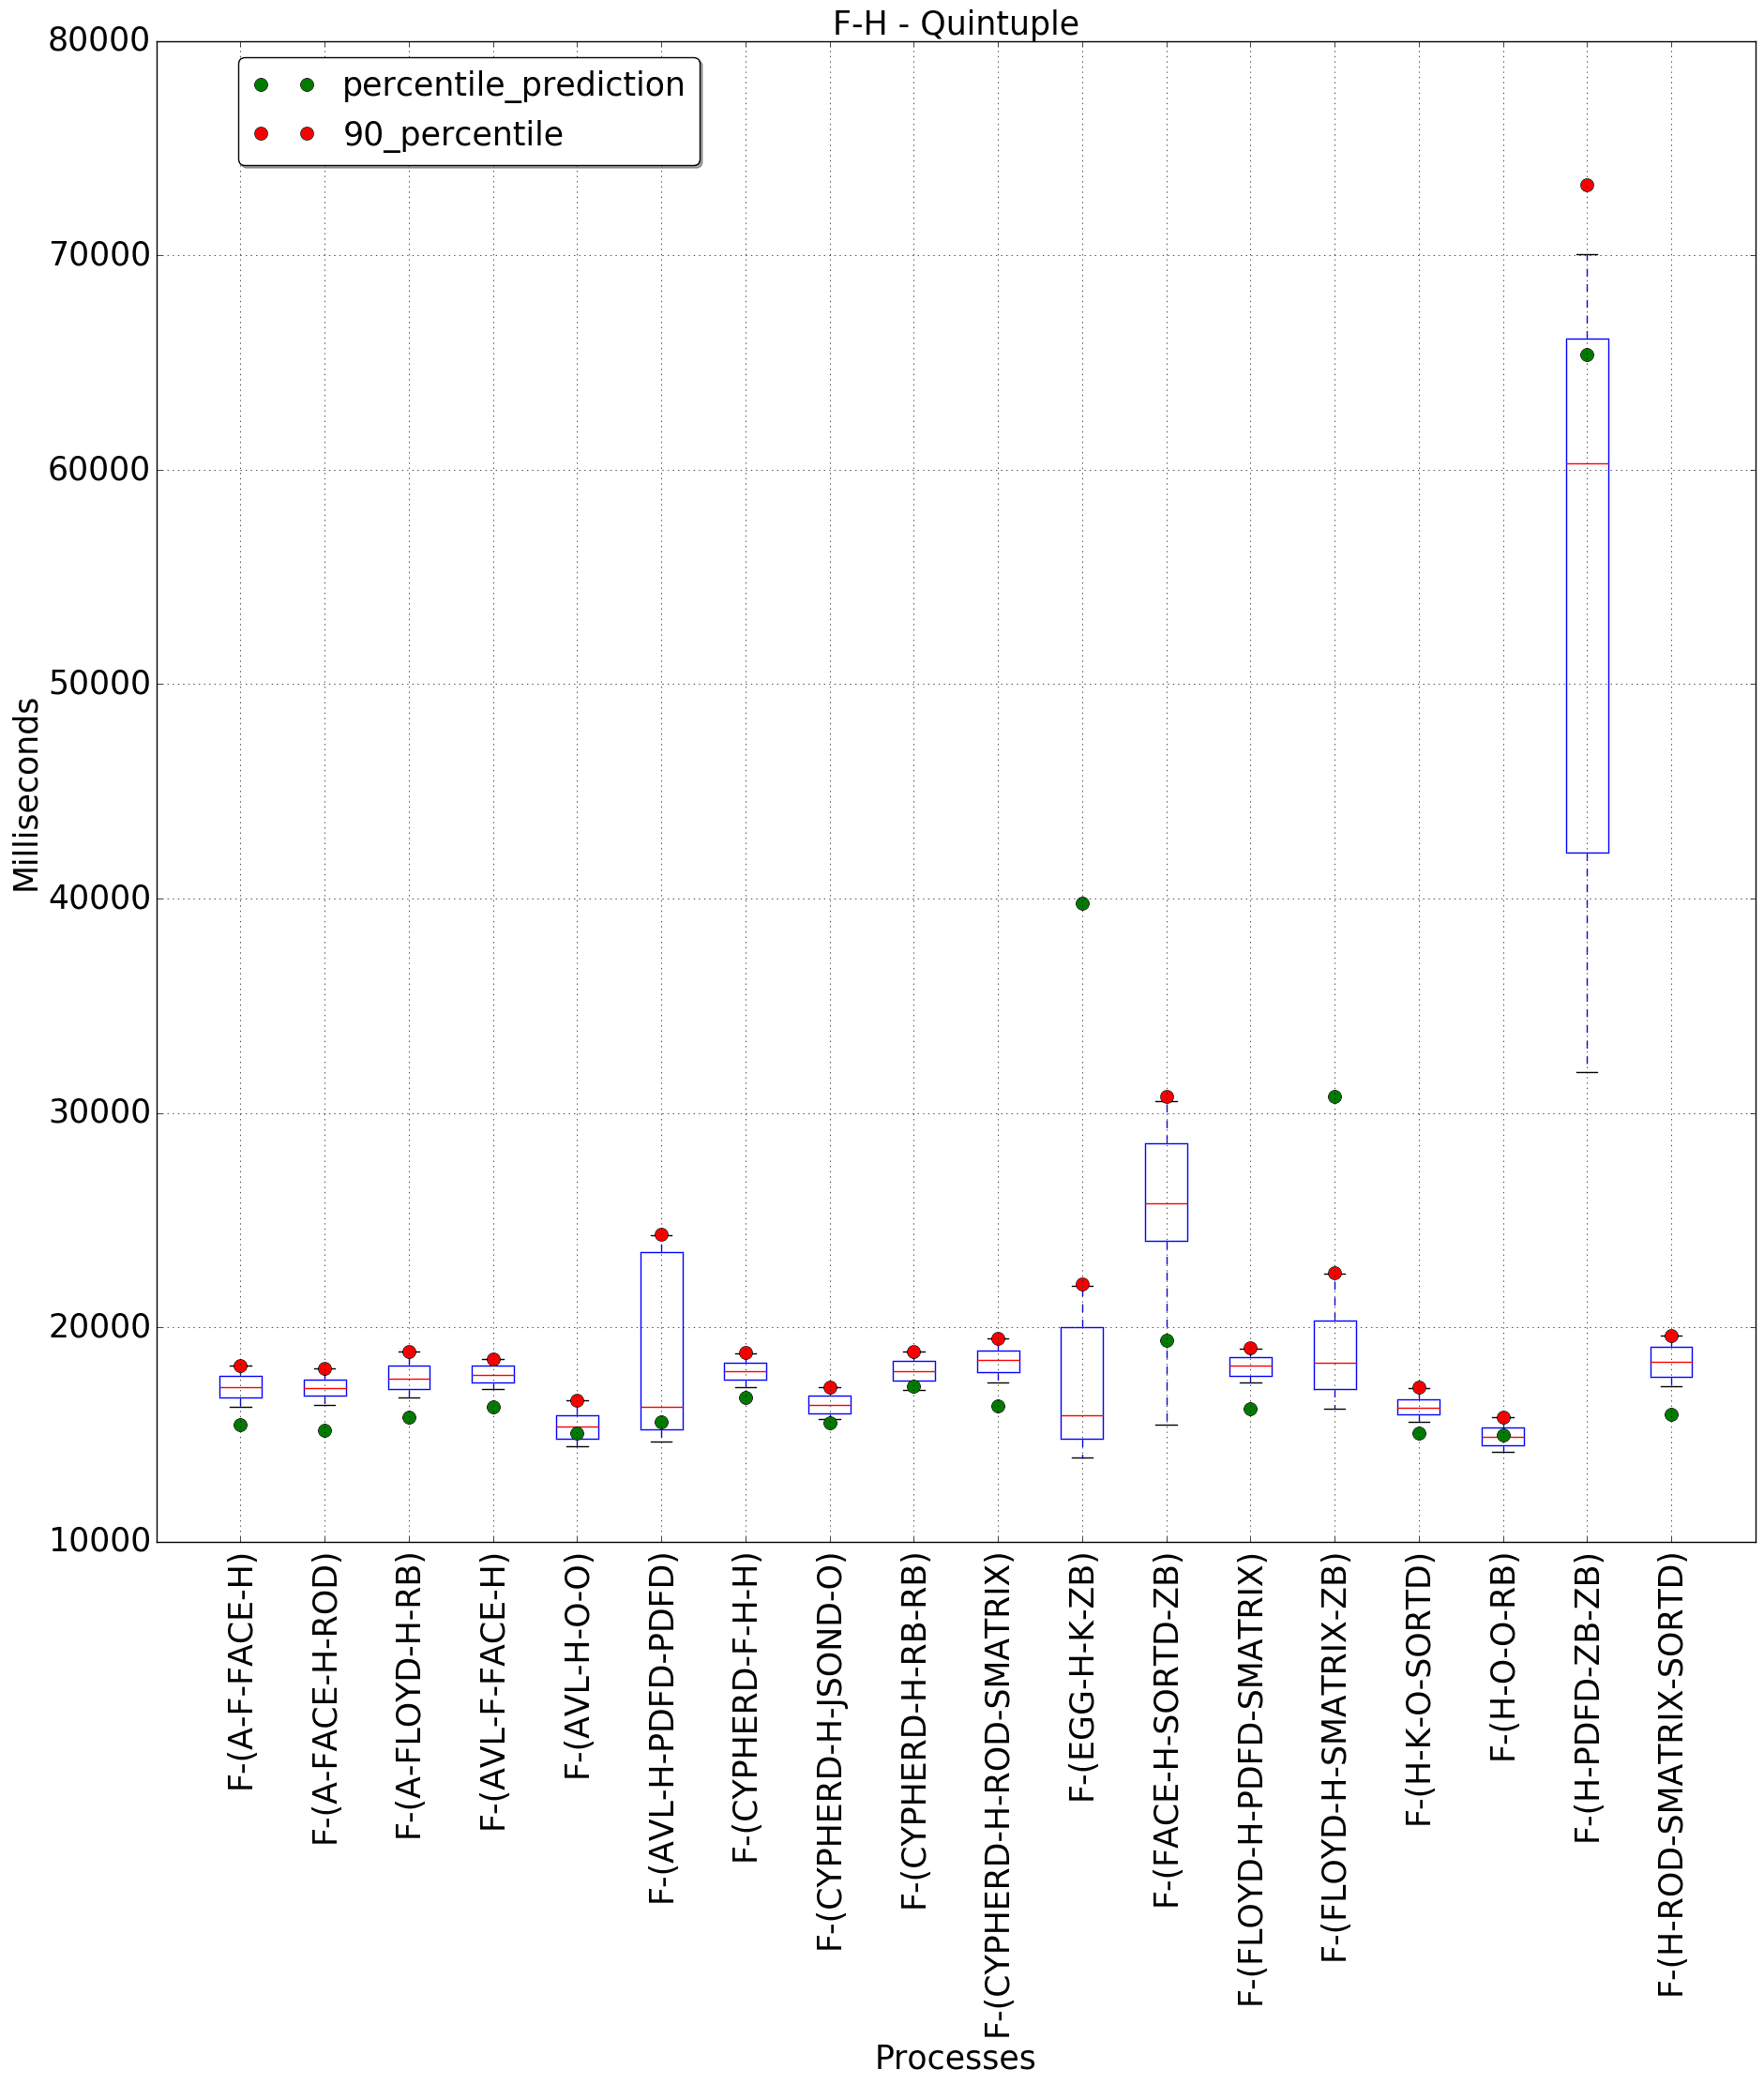 F-H - Quintuple
percentile_prediction
90_percentile
80000
70000
60000
50000
40000
30000
20000
10000
Milliseconds
F-(A-F-FACE-H)
F-(A-FACE-H-ROD)
F-(A-FLOYD-H-RB)
F-(AVL-F-FACE-H)
F-(AVL-H-O-O)
F-(AVL-H-PDFD-PDFD)
F-(CYPHERD-F-H-H)
F-(CYPHERD-H-JSOND-O)
F-(CYPHERD-H-RB-RB)
F-(CYPHERD-H-ROD-SMATRIX)
F-(EGG-H-K-ZB)
F-(FACE-H-SORTD-ZB)
F-(FLOYD-H-PDFD-SMATRIX)
F-(FLOYD-H-SMATRIX-ZB)
F-(H-K-O-SORTD)
F-(H-O-O-RB)
F-(H-PDFD-ZB-ZB)
F-(H-ROD-SMATRIX-SORTD)
Processes